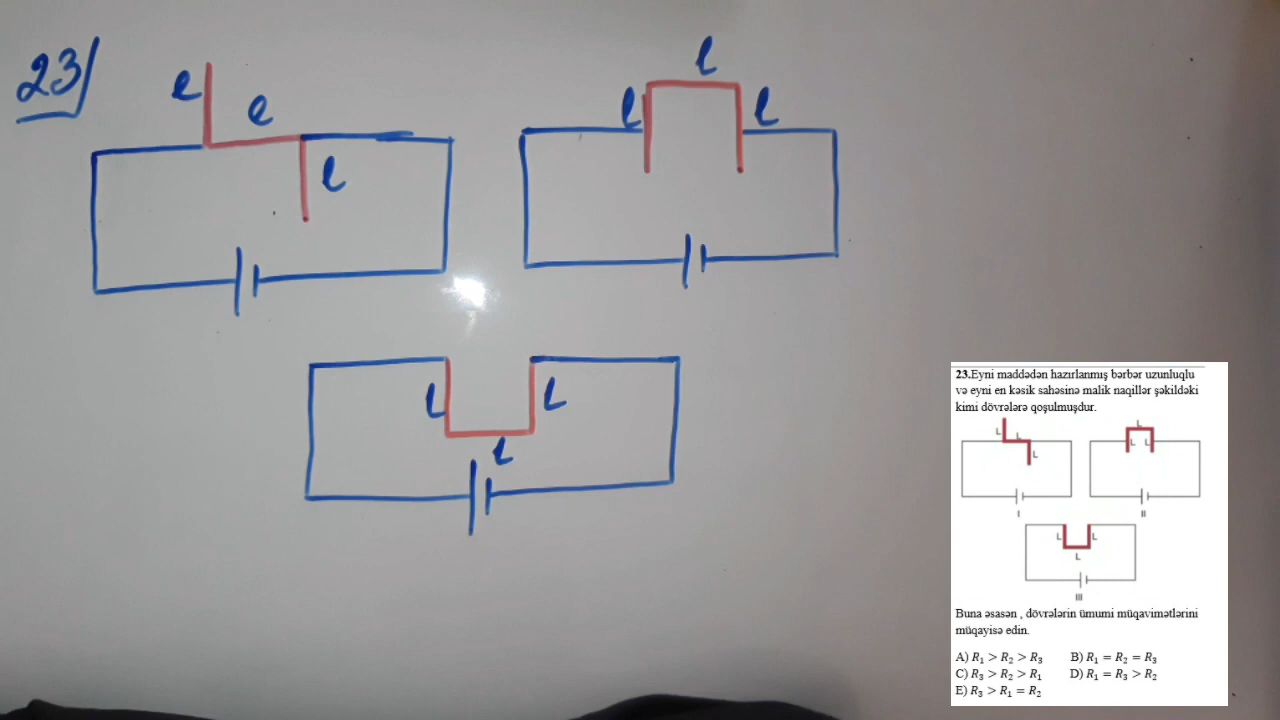 23/
l l l
l l l
L L L
23.Eyni maddədən hazırlanmış bərbər uzunluqlu
və eyni en kəsik sahəsinə malik naqillər şəkildəki
kimi dövrələrə qoşulmuşdur.
L L L
L L L
I II
L L
L
III
Buna əsasən , dövrələrin ümumi müqavimətlərini
müqayisə edin.
A) R₁ > R₂ > R₃ B) R₁ = R₂ = R₃
C) R₃ > R₂ > R₁ D) R₁ = R₃ > R₂
E) R₃ > R₁ = R₂